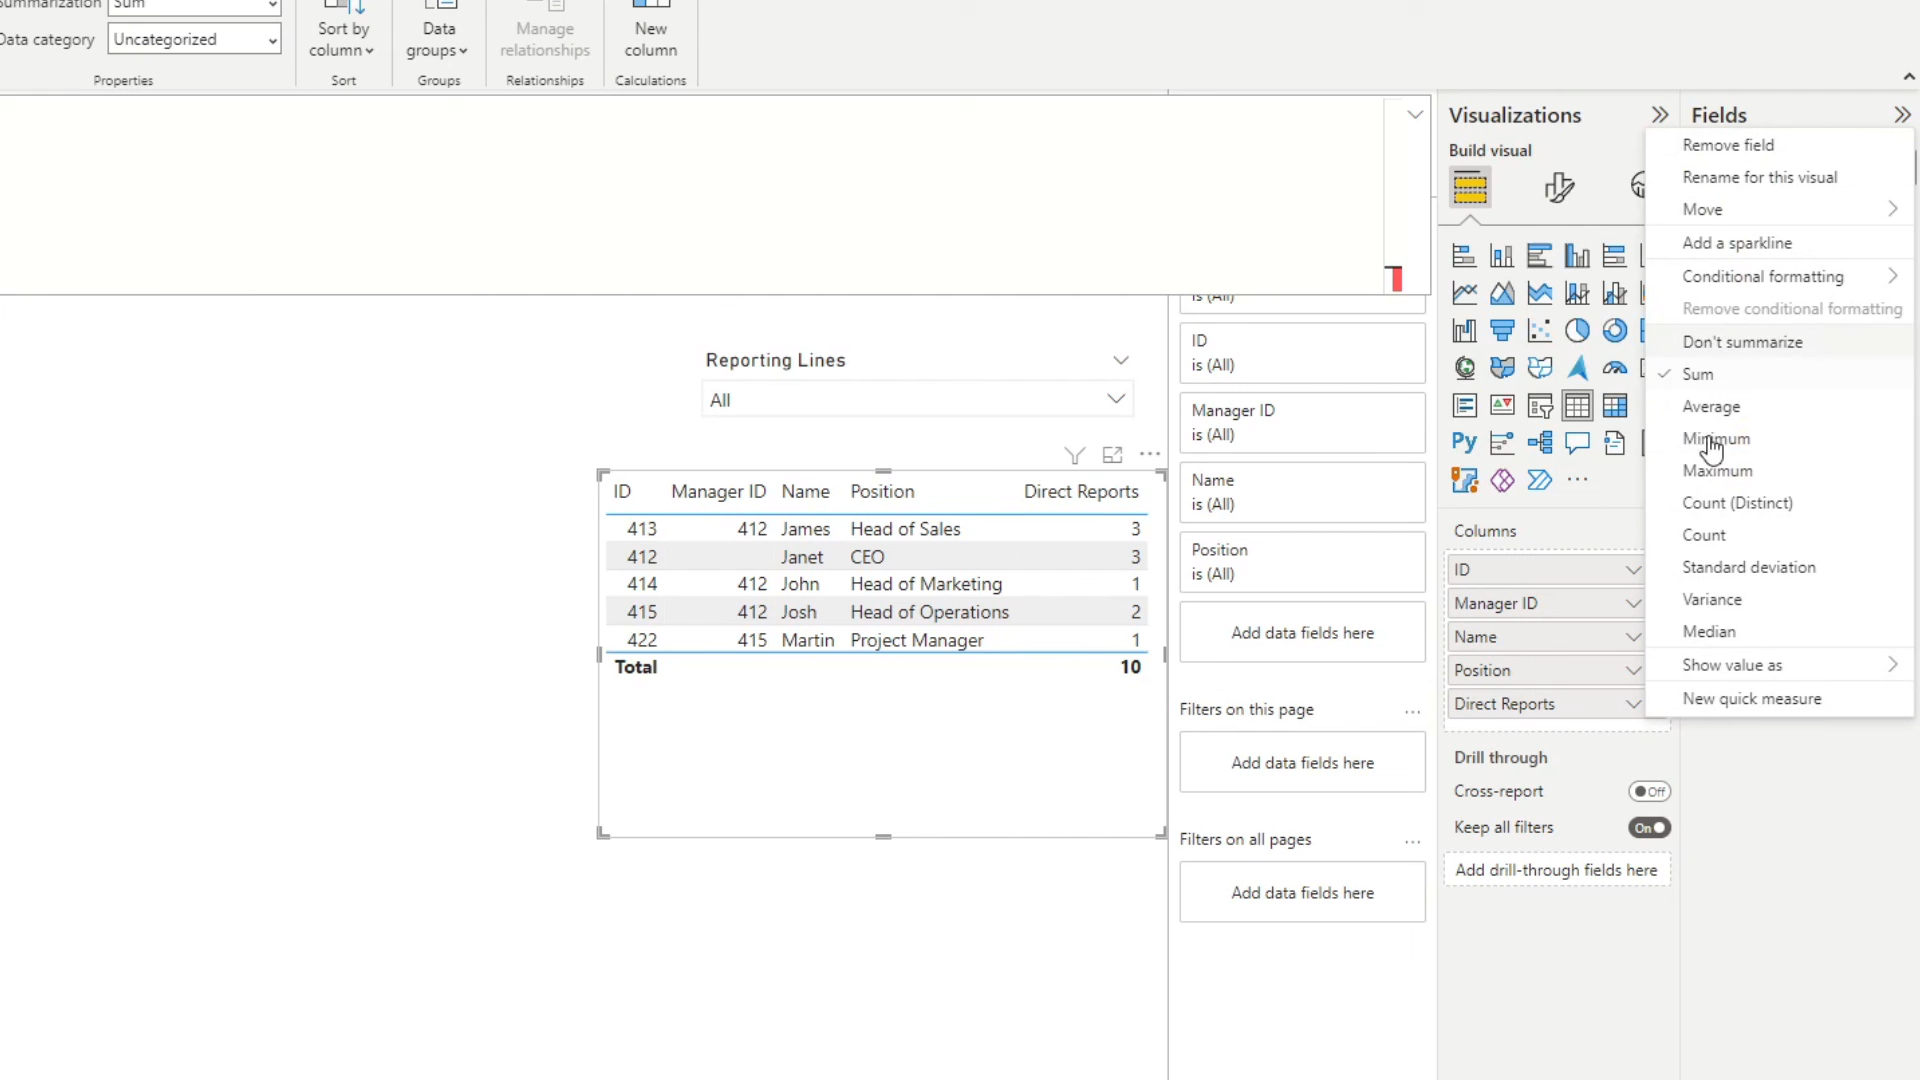 Summarization Sum
Data category Uncategorized
Properties
Sort by
column
Sort
Data
groups
Groups
Manage
relationships
Relationships
New
column
Calculations
Reporting Lines
All
ID Manager ID Name Position Direct Reports
413 412 James Head of Sales 3
412 Janet CEO 3
414 412 John Head of Marketing 1
415 412 Josh Head of Operations 2
422 415 Martin Project Manager 1
Total 10
is (All)
ID
is (All)
Manager ID
is (All)
Name
is (All)
Position
is (All)
Add data fields here
Filters on this page
Add data fields here
Filters on all pages
Add data fields here
Visualizations
Build visual
Py
Columns
ID
Manager ID
Name
Position
Direct Reports
Drill through
Cross-report Off
Keep all filters On
Add drill-through fields here
Fields
Remove field
Rename for this visual
Move
Add a sparkline
Conditional formatting
Remove conditional formatting
Don't summarize
Sum
Average
Minimum
Maximum
Count (Distinct)
Count
Standard deviation
Variance
Median
Show value as
New quick measure